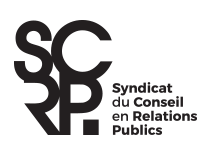 SC
RP.
Syndicat
du Conseil
en Relations
Publics